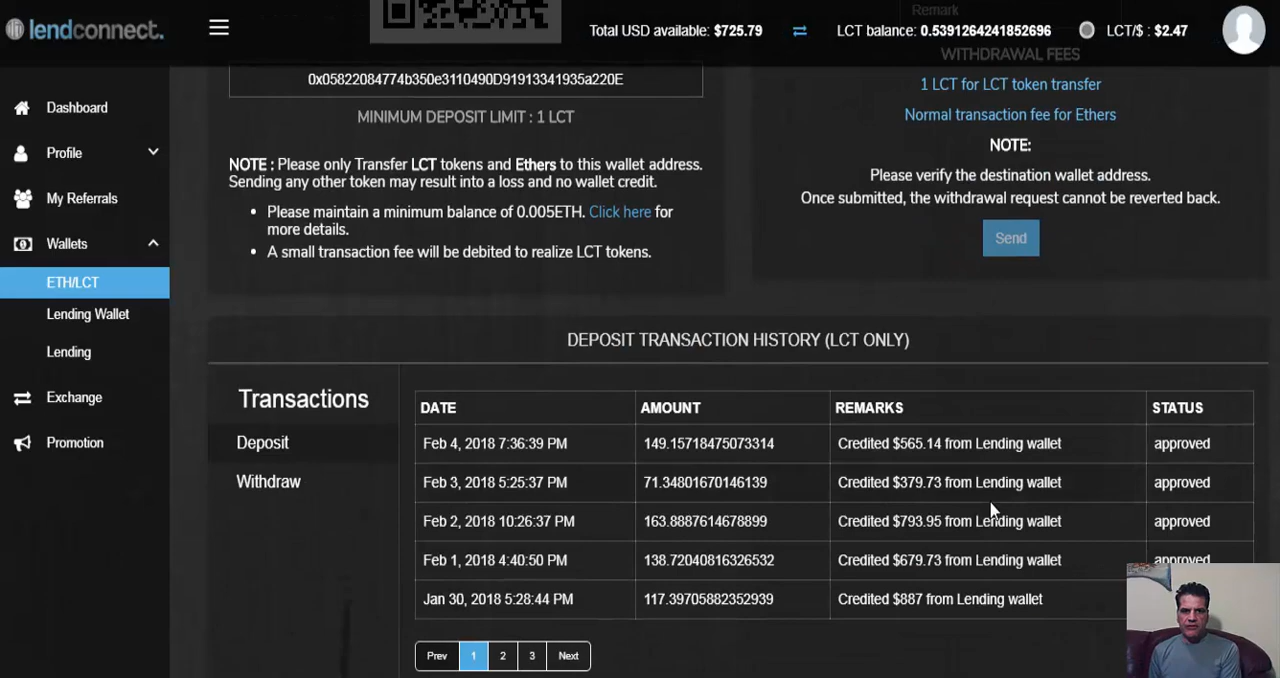 lendconnect.
Total USD available: $725.79
LCT balance: 0.5391264241852696
LCT/$ : $2.47
Remark
Dashboard
Profile
My Referrals
Wallets
ETH/LCT
Lending Wallet
Lending
Exchange
Promotion
0x05822084774b350e3110490D91913341935a220E
MINIMUM DEPOSIT LIMIT : 1 LCT
NOTE : Please only Transfer LCT tokens and Ethers to this wallet address.
Sending any other token may result into a loss and no wallet credit.
• Please maintain a minimum balance of 0.005ETH. Click here for
more details.
• A small transaction fee will be debited to realize LCT tokens.
WITHDRAWAL FEES
1 LCT for LCT token transfer
Normal transaction fee for Ethers
NOTE:
Please verify the destination wallet address.
Once submitted, the withdrawal request cannot be reverted back.
Send
DEPOSIT TRANSACTION HISTORY (LCT ONLY)
Transactions
Deposit
Withdraw
DATE AMOUNT REMARKS STATUS
Feb 4, 2018 7:36:39 PM 149.15718475073314 Credited $565.14 from Lending wallet approved
Feb 3, 2018 5:25:37 PM 71.34801670146139 Credited $379.73 from Lending wallet approved
Feb 2, 2018 10:26:37 PM 163.8887614678899 Credited $793.95 from Lending wallet approved
Feb 1, 2018 4:40:50 PM 138.72040816326532 Credited $679.73 from Lending wallet approved
Jan 30, 2018 5:28:44 PM 117.39705882352939 Credited $887 from Lending wallet
Prev 1 2 3 Next